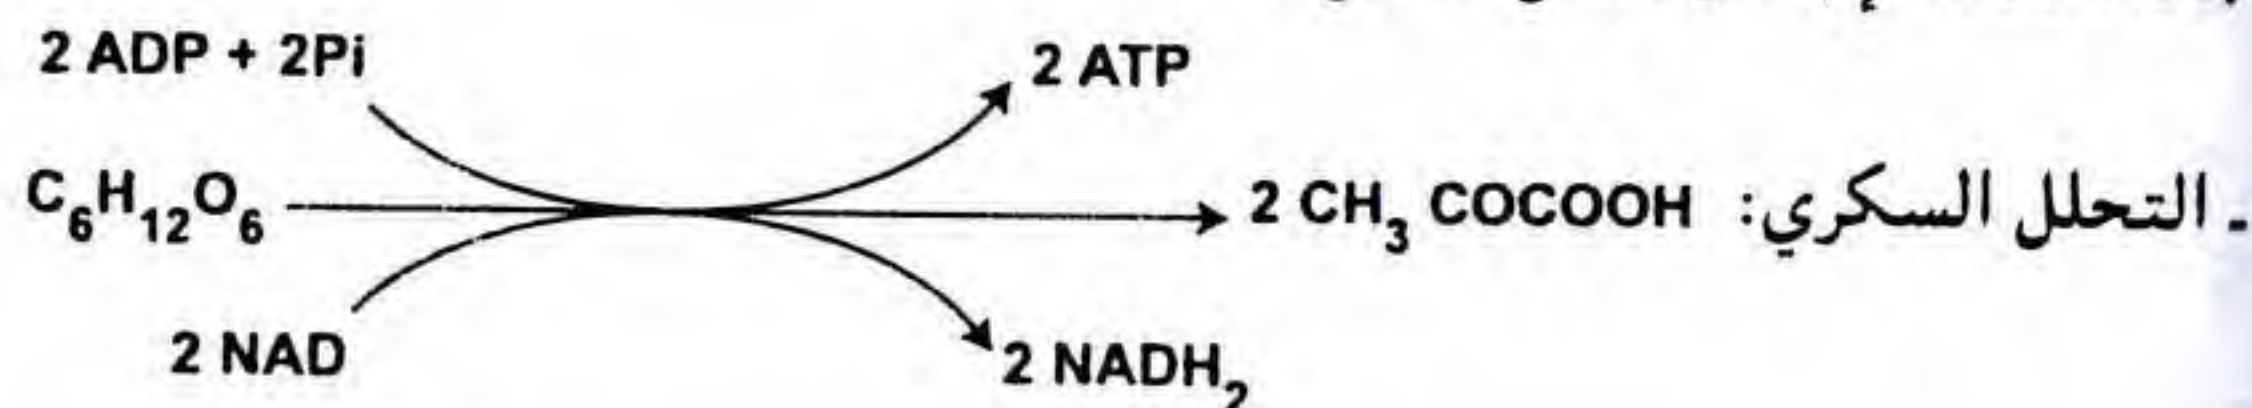 2 ADP + 2Pi
2 ATP
C₆H₁₂O₆
2 CH₃ COCOOH
ـ التحلل السكري:
2 NAD
2 NADH₂